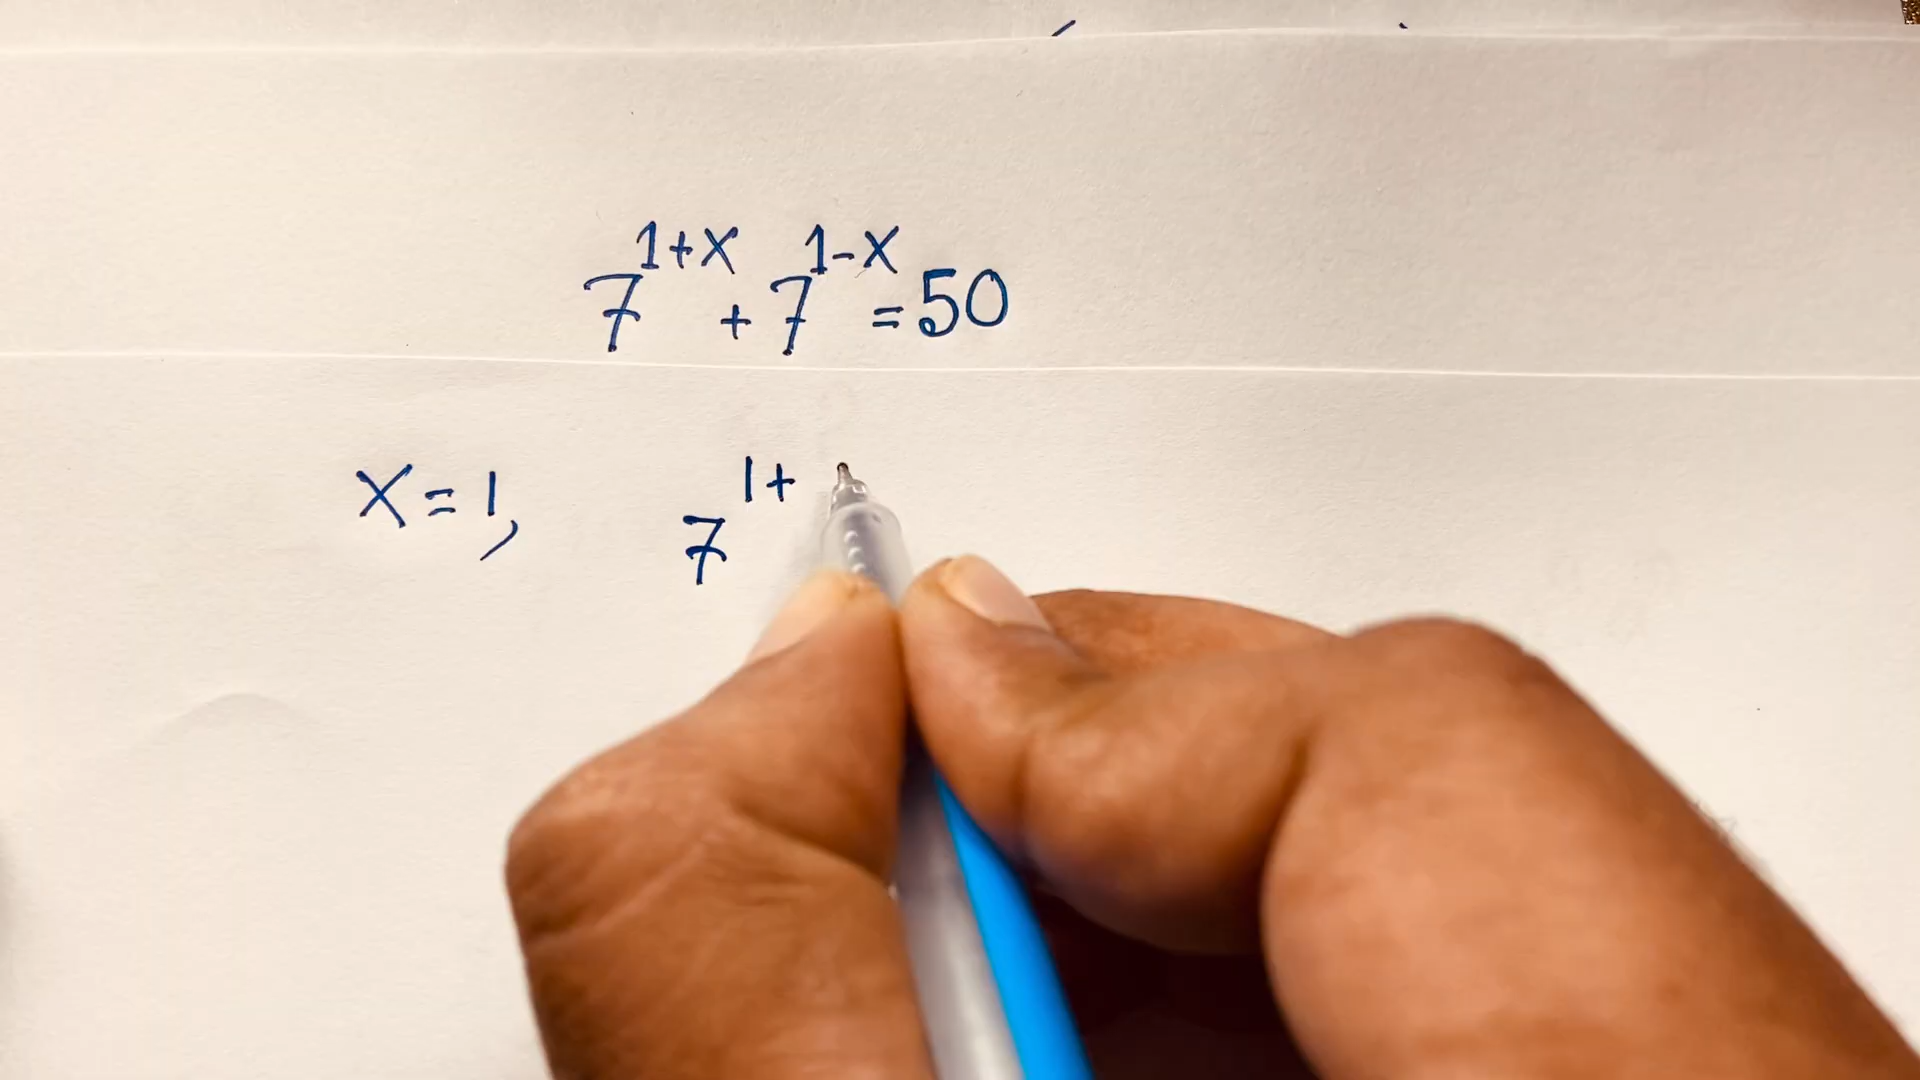 7^{1+x} + 7^{1-x} = 50
x = 1, 7^{1+